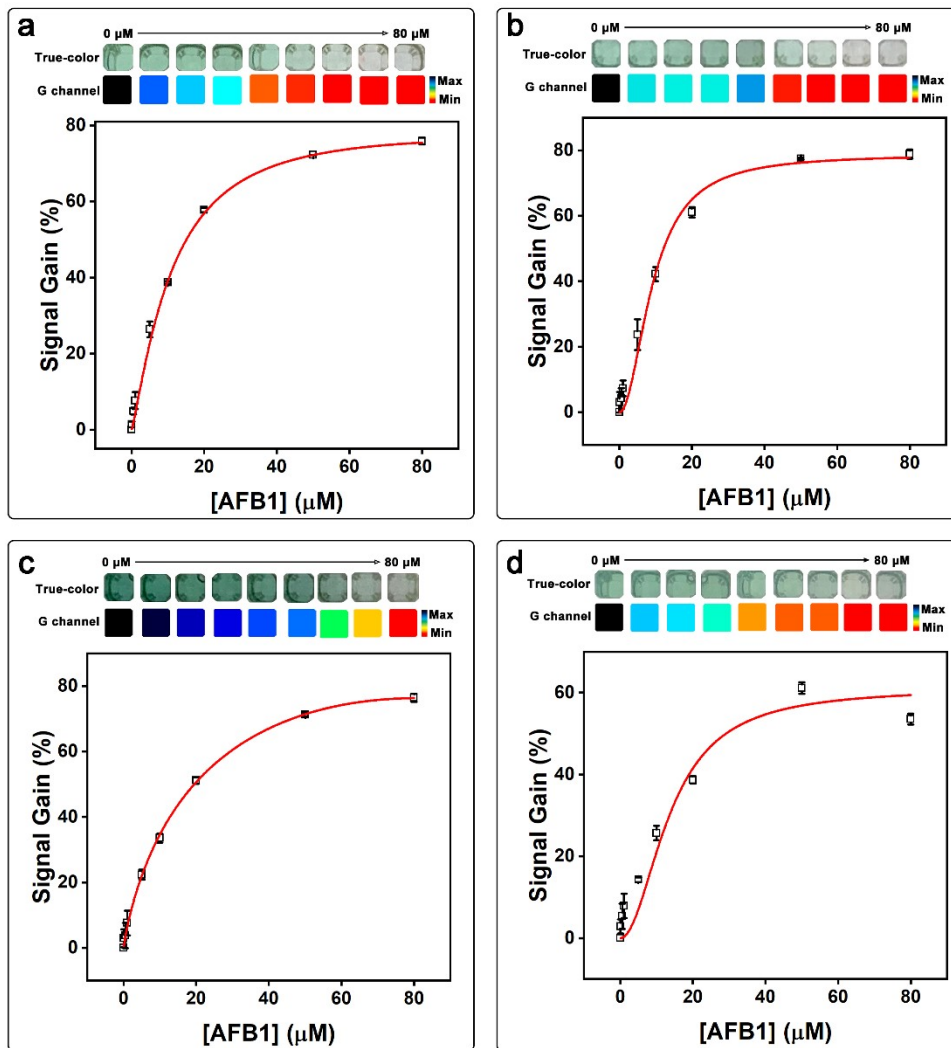 a
0 µM 80 µM
True-color
G channel
Max
Min
80
60
40
20
0
Signal Gain (%)
0 20 40 60 80
[AFB1] (µM)
b
0 µM 80 µM
True-color
G channel
Max
Min
80
60
40
20
0
Signal Gain (%)
0 20 40 60 80
[AFB1] (µM)
c
0 µM 80 µM
True-color
G channel
Max
Min
80
60
40
20
0
Signal Gain (%)
0 20 40 60 80
[AFB1] (µM)
d
0 µM 80 µM
True-color
G channel
Max
Min
60
40
20
0
Signal Gain (%)
0 20 40 60 80
[AFB1] (µM)